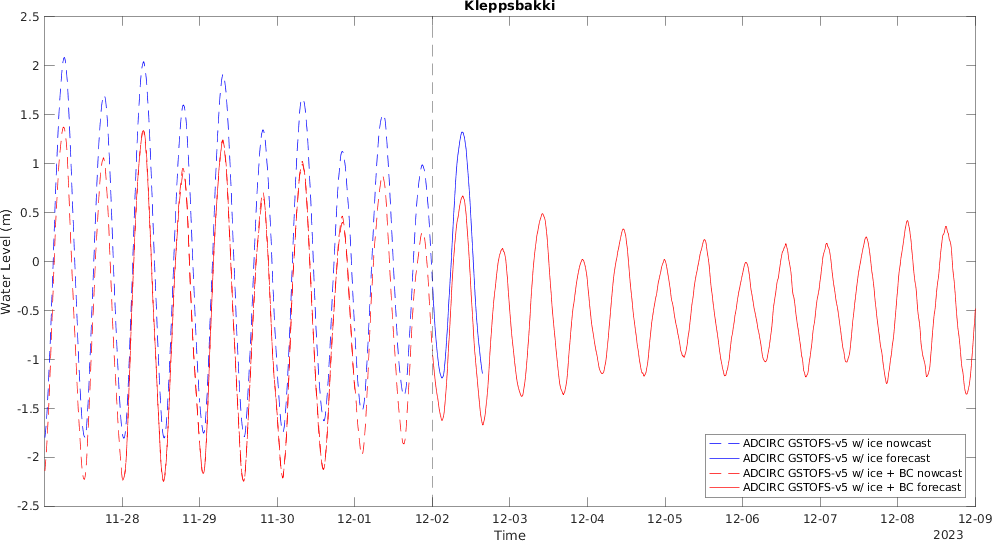 Kleppsbakki
2.5
2
1.5
1
0.5
0
-0.5
-1
-1.5
-2
-2.5
Water Level (m)
11-28 11-29 11-30 12-01 12-02 12-03 12-04 12-05 12-06 12-07 12-08 12-09
Time
2023
ADCIRC GSTOFS-v5 w/ ice nowcast
ADCIRC GSTOFS-v5 w/ ice forecast
ADCIRC GSTOFS-v5 w/ ice + BC nowcast
ADCIRC GSTOFS-v5 w/ ice + BC forecast